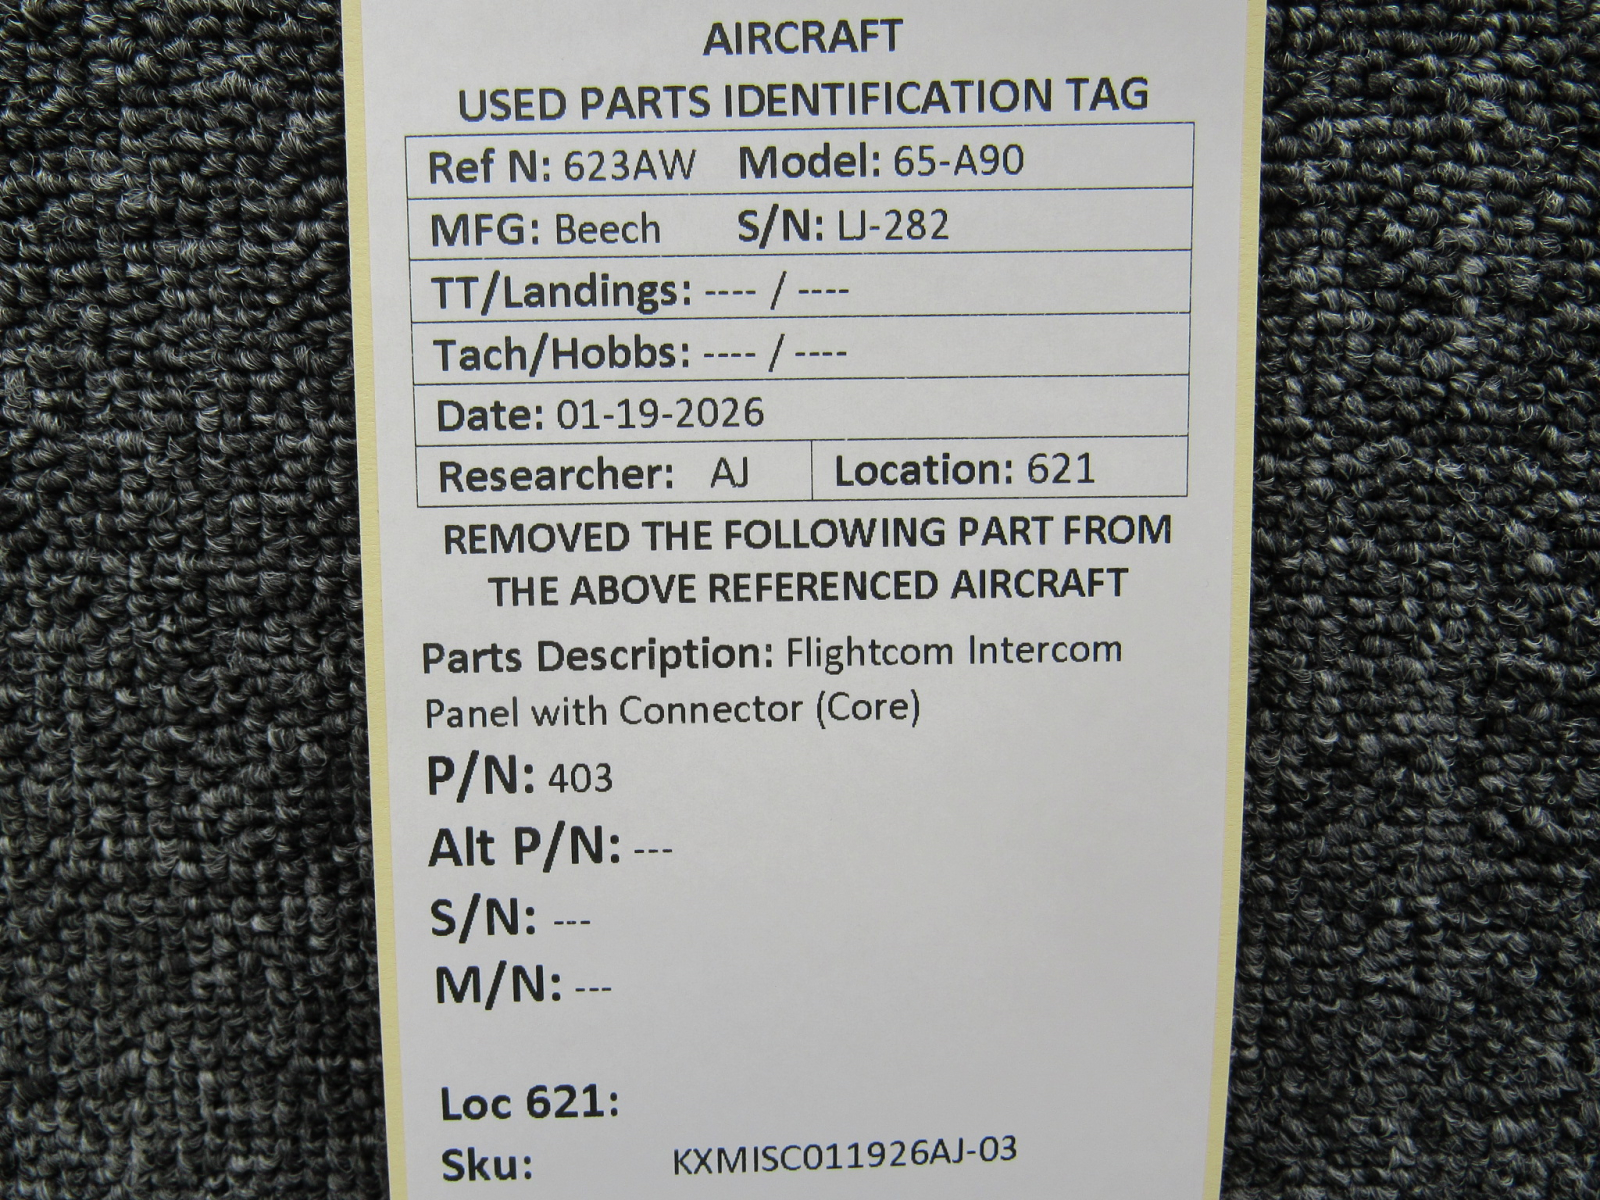 AIRCRAFT
USED PARTS IDENTIFICATION TAG
Ref N: 623AW Model: 65-A90
MFG: Beech S/N: LJ-282
TT/Landings: ---- / ----
Tach/Hobbs: ---- / ----
Date: 01-19-2026
Researcher: AJ Location: 621
REMOVED THE FOLLOWING PART FROM
THE ABOVE REFERENCED AIRCRAFT
Parts Description: Flightcom Intercom
Panel with Connector (Core)
P/N: 403
Alt P/N: ---
S/N: ---
M/N: ---
Loc 621:
Sku: KXMISC011926AJ-03